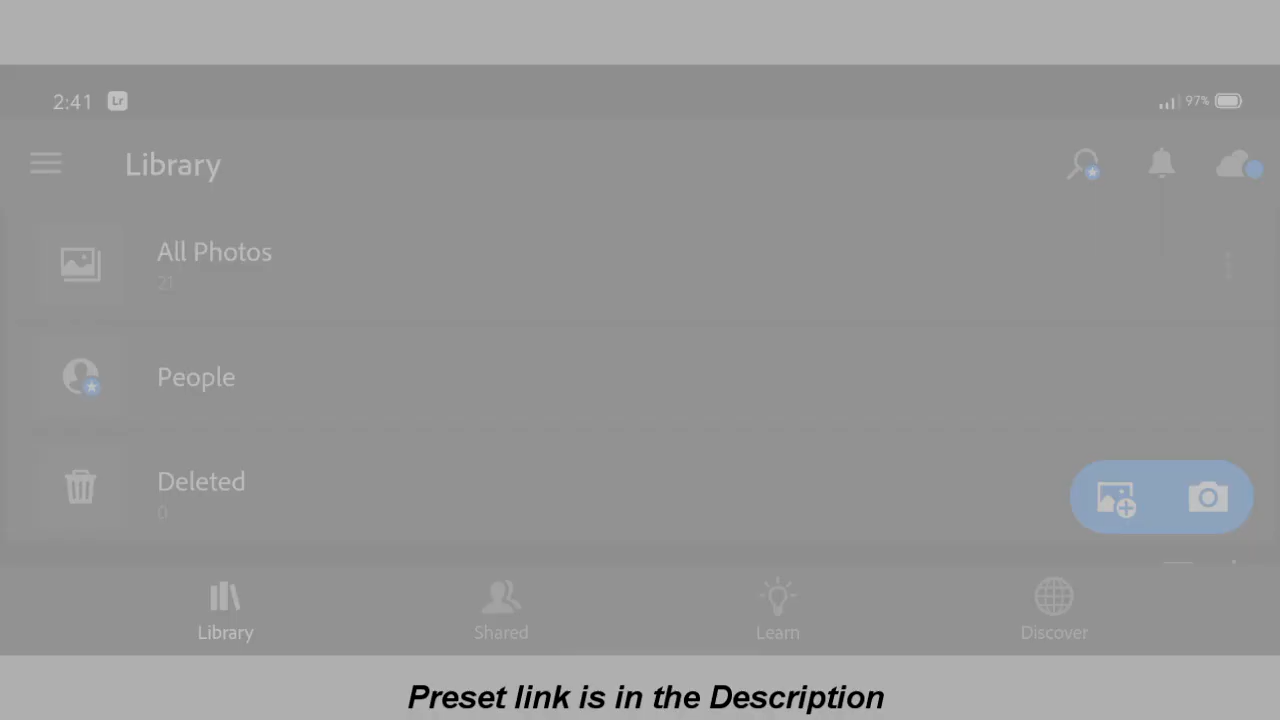 2:41 Lr 97%
Library
All Photos
21
People
Deleted
0
Library Shared Learn Discover
Preset link is in the Description